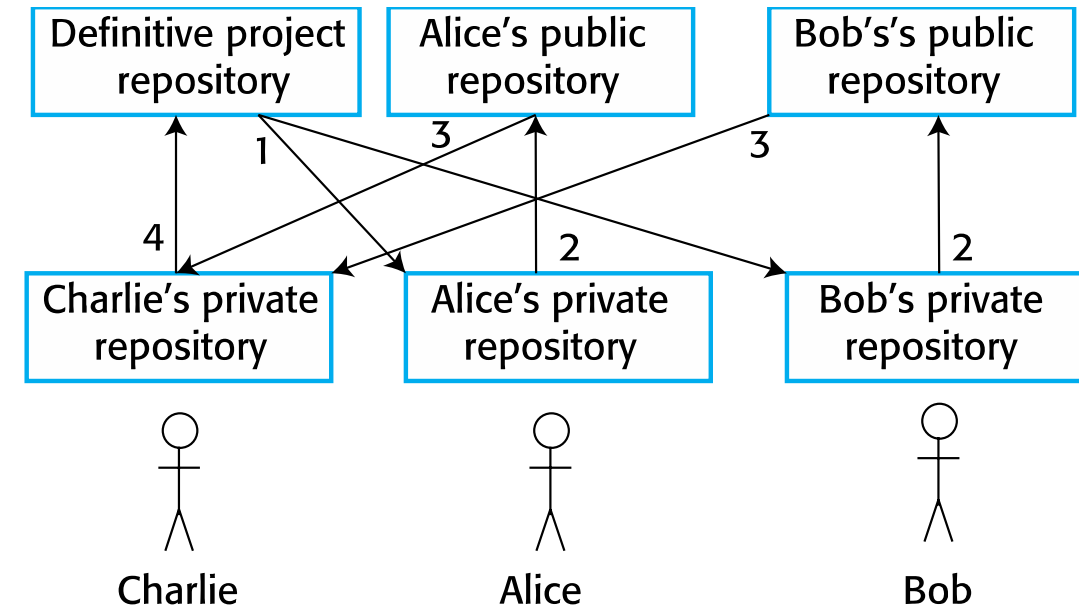 Definitive project
repository
Alice’s public
repository
Bob’s’s public
repository
1
3
3
4
2
2
Charlie’s private
repository
Alice’s private
repository
Bob’s private
repository
Charlie
Alice
Bob